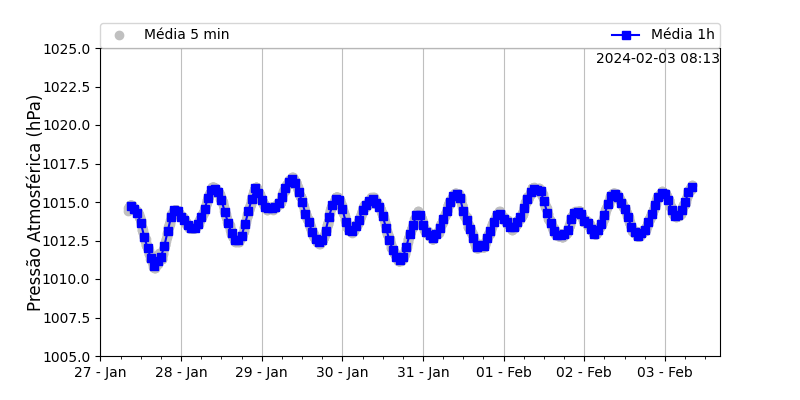 Média 5 min
Média 1h
2024-02-03 08:13
Pressão Atmosférica (hPa)
1025.0
1022.5
1020.0
1017.5
1015.0
1012.5
1010.0
1007.5
1005.0
27 - Jan
28 - Jan
29 - Jan
30 - Jan
31 - Jan
01 - Feb
02 - Feb
03 - Feb